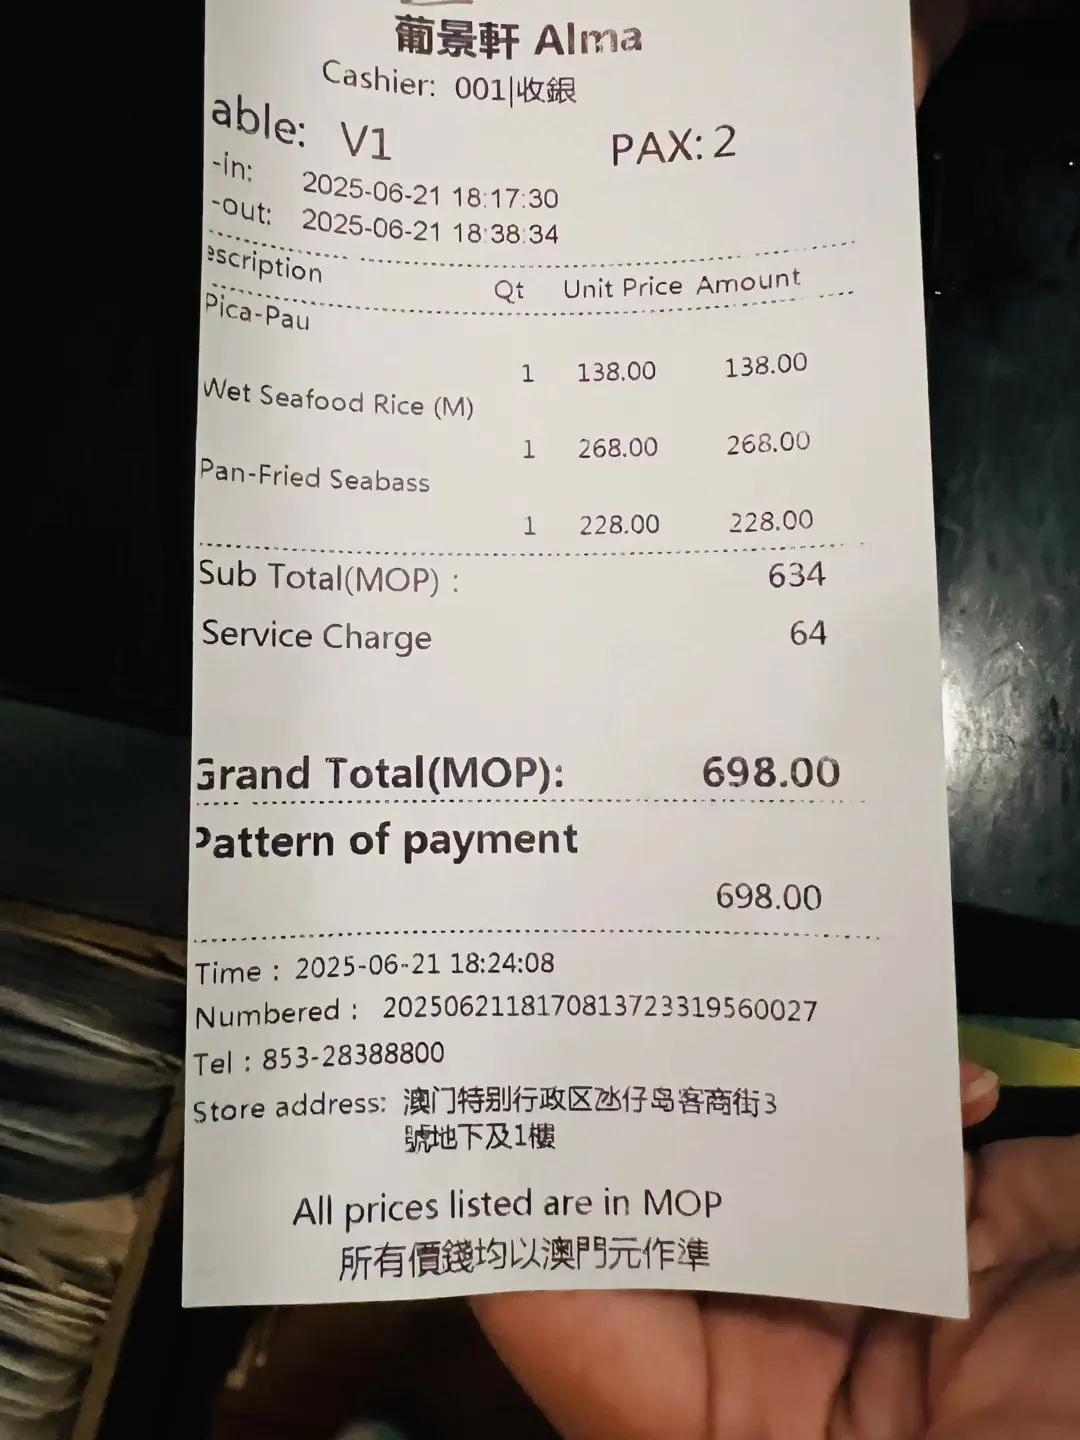 葡景軒 Alma
Cashier: 001|收銀
able: V1 PAX: 2
-in: 2025-06-21 18:17:30
-out: 2025-06-21 18:38:34
escription Qt Unit Price Amount
Pica-Pau
1 138.00 138.00
Wet Seafood Rice (M)
1 268.00 268.00
Pan-Fried Seabass
1 228.00 228.00
Sub Total(MOP) : 634
Service Charge 64
Grand Total(MOP): 698.00
Pattern of payment
698.00
Time : 2025-06-21 18:24:08
Numbered : 2025062118170813723319560027
Tel : 853-28388800
Store address: 澳门特别行政区氹仔岛客商街3
號地下及1樓
All prices listed are in MOP
所有價錢均以澳門元作準